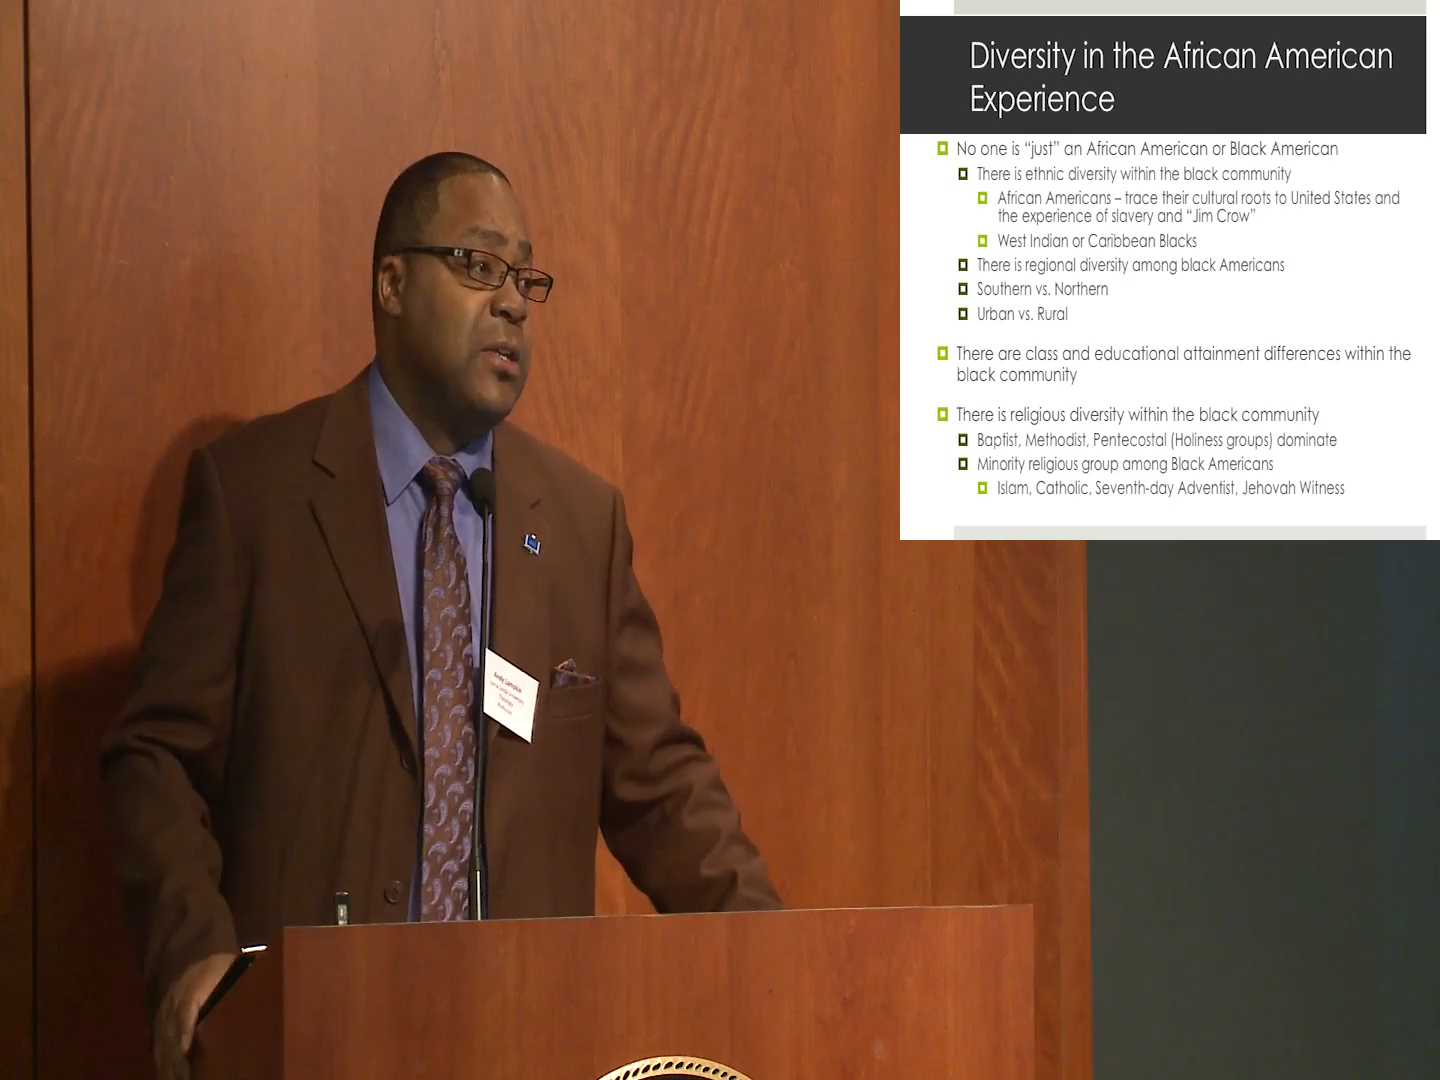 Diversity in the African American
Experience
No one is “just” an African American or Black American
There is ethnic diversity within the black community
African Americans – trace their cultural roots to United States and
the experience of slavery and “Jim Crow”
West Indian or Caribbean Blacks
There is regional diversity among black Americans
Southern vs. Northern
Urban vs. Rural
There are class and educational attainment differences within the
black community
There is religious diversity within the black community
Baptist, Methodist, Pentecostal (Holiness groups) dominate
Minority religious group among Black Americans
Islam, Catholic, Seventh-day Adventist, Jehovah Witness
Andy Lampkin